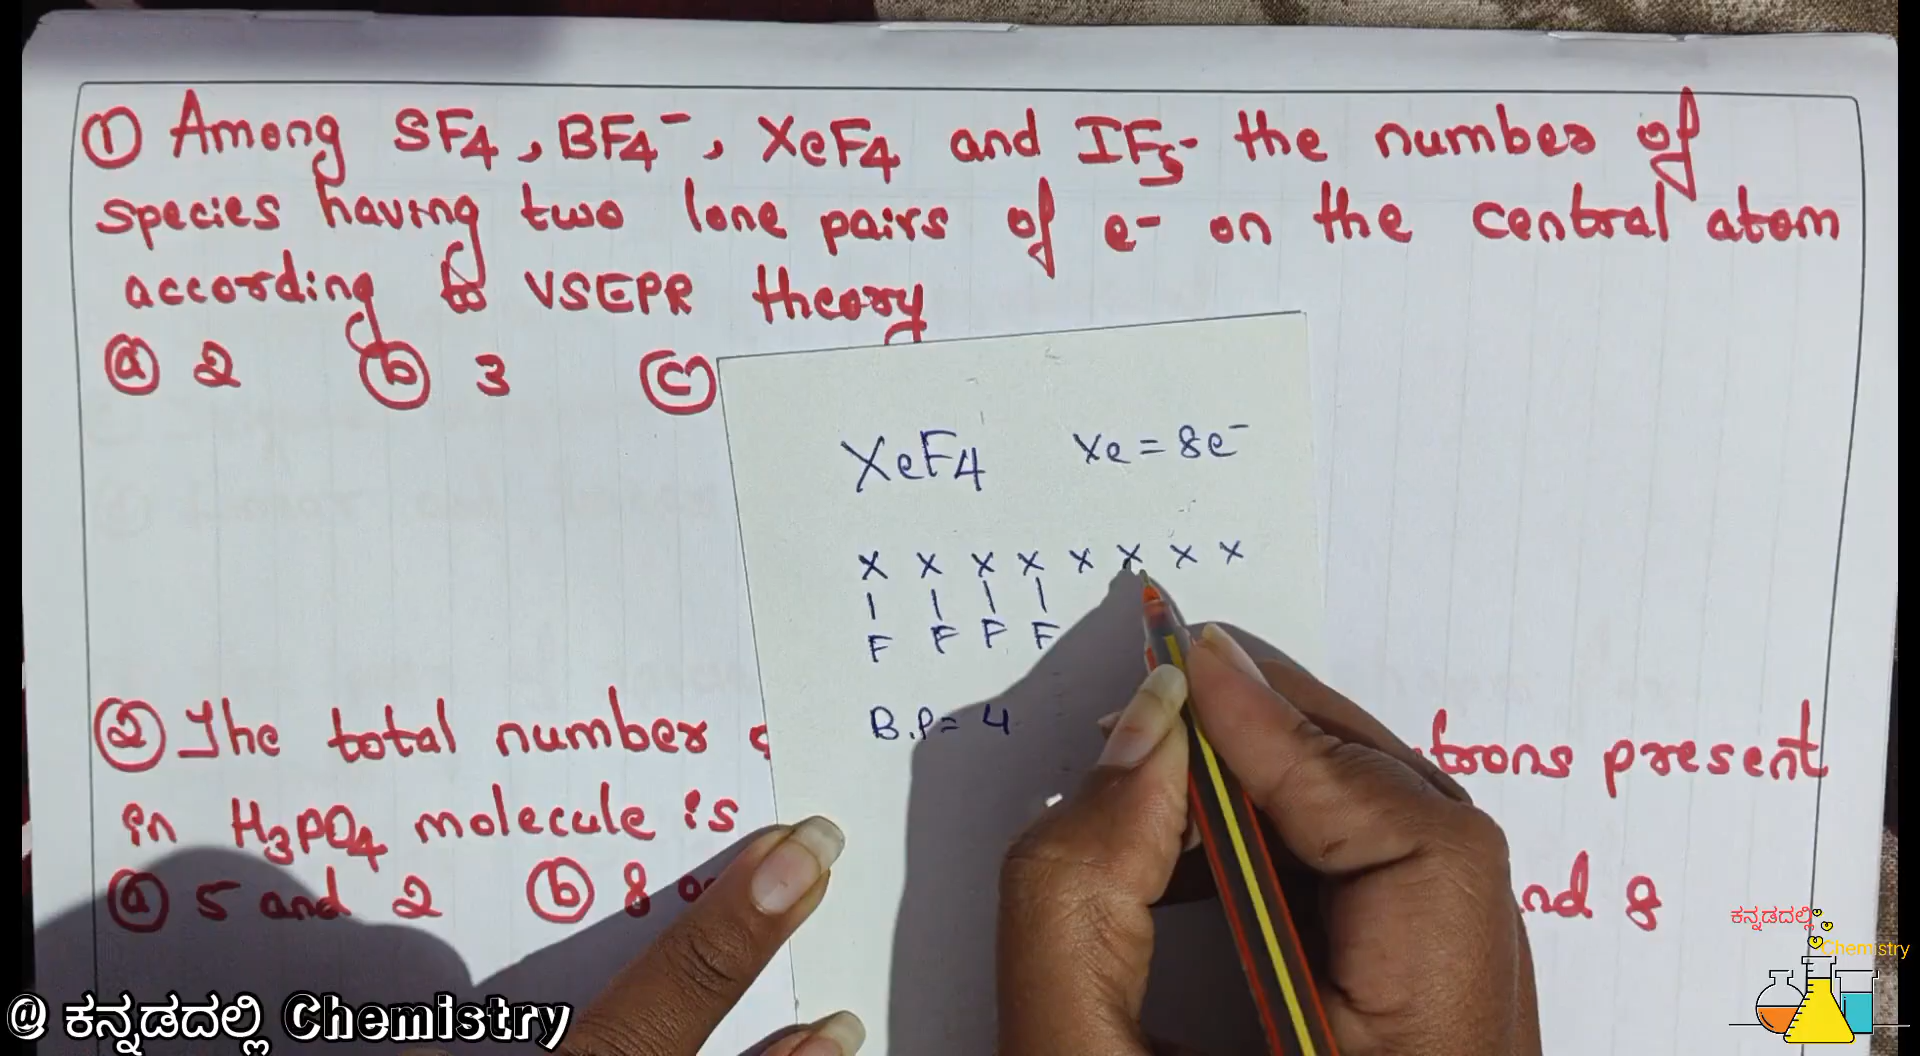 ① Among SF4, BF4⁻, XeF4 and IF5⁻ the number of
species having two lone pairs of e⁻ on the central atom
according to VSEPR theory
ⓐ 2 ⓑ 3 ⓒ
XeF4 Xe = 8e⁻
X X X X X X X X
| | | |
F F F F
B.P = 4
② The total number trons present
in H3PO4 molecule is
ⓐ 5 and 2 ⓑ 8 nd 8
ಕನ್ನಡದಲ್ಲಿ
Chemistry
@ ಕನ್ನಡದಲ್ಲಿ Chemistry